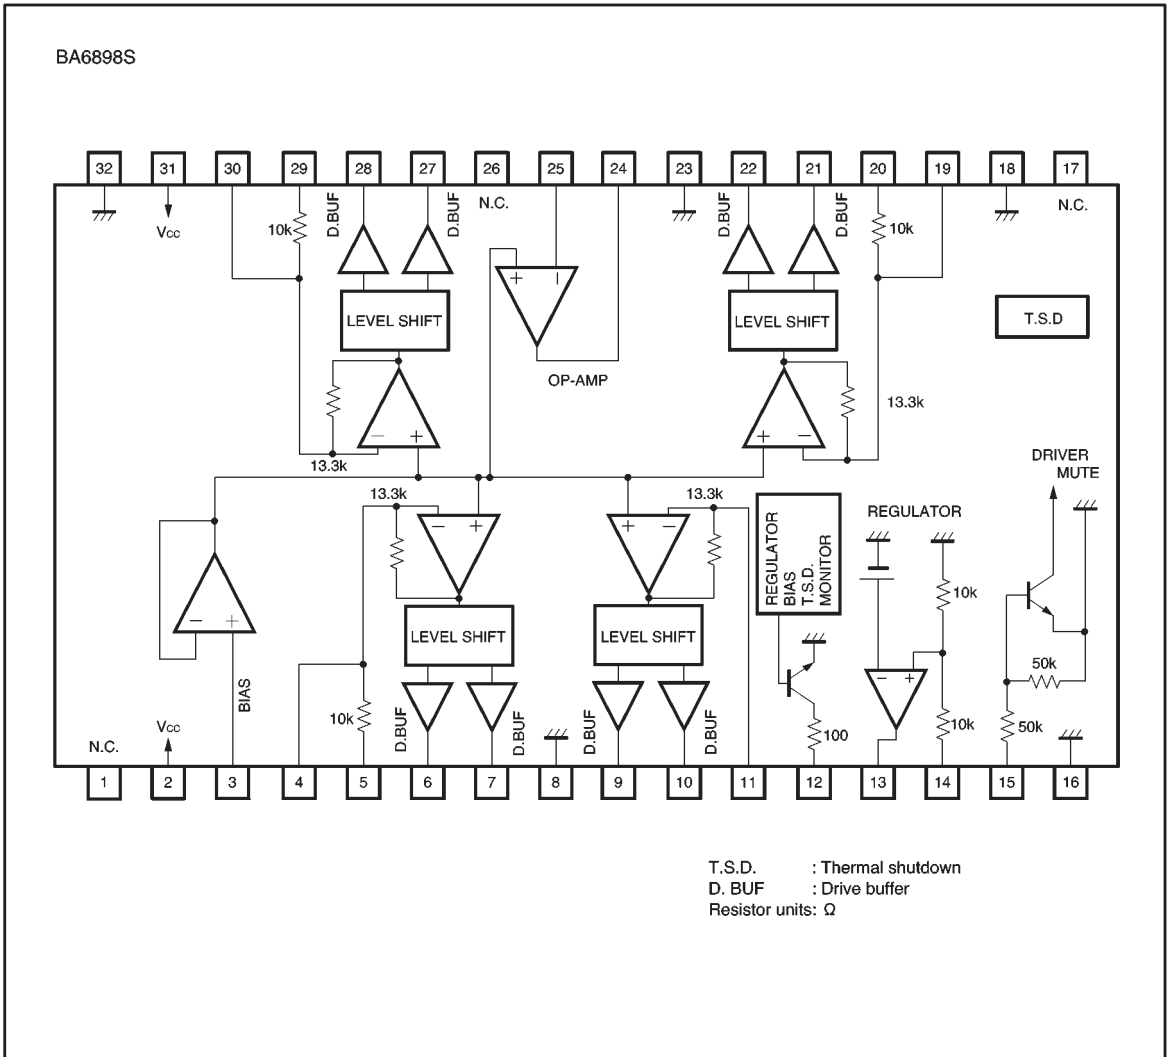 BA6898S
32 31 30 29 28 27 26 25 24 23 22 21 20 19 18 17
Vcc
10k
D.BUF
D.BUF
N.C.
D.BUF
D.BUF
10k
N.C.
+ −
LEVEL SHIFT
LEVEL SHIFT
T.S.D
OP-AMP
13.3k
− +
13.3k
+ −
13.3k
− +
13.3k
+ −
REGULATOR
BIAS
T.S.D.
MONITOR
REGULATOR
DRIVER
MUTE
− +
BIAS
LEVEL SHIFT
LEVEL SHIFT
10k
− +
50k
N.C.
Vcc
10k
D.BUF
D.BUF
D.BUF
D.BUF
100
10k
50k
1 2 3 4 5 6 7 8 9 10 11 12 13 14 15 16
T.S.D. : Thermal shutdown
D. BUF : Drive buffer
Resistor units: Ω